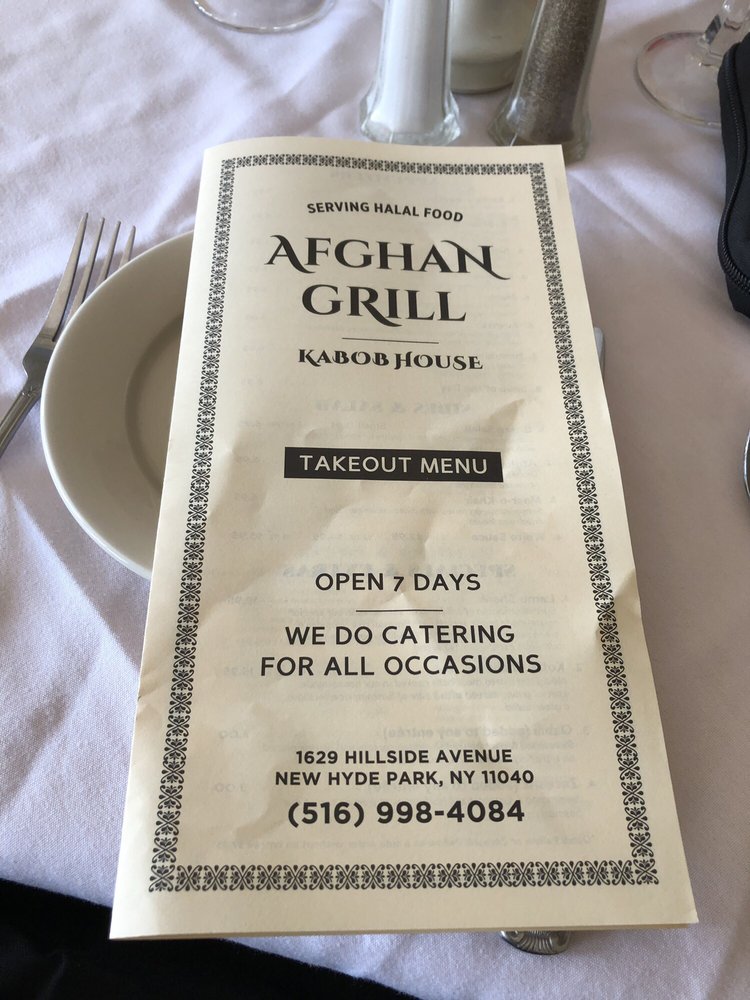 SERVING HALAL FOOD
AFGHAN
GRILL
KABOB HOUSE
TAKEOUT MENU
OPEN 7 DAYS
WE DO CATERING
FOR ALL OCCASIONS
1629 HILLSIDE AVENUE
NEW HYDE PARK, NY 11040
(516) 998-4084